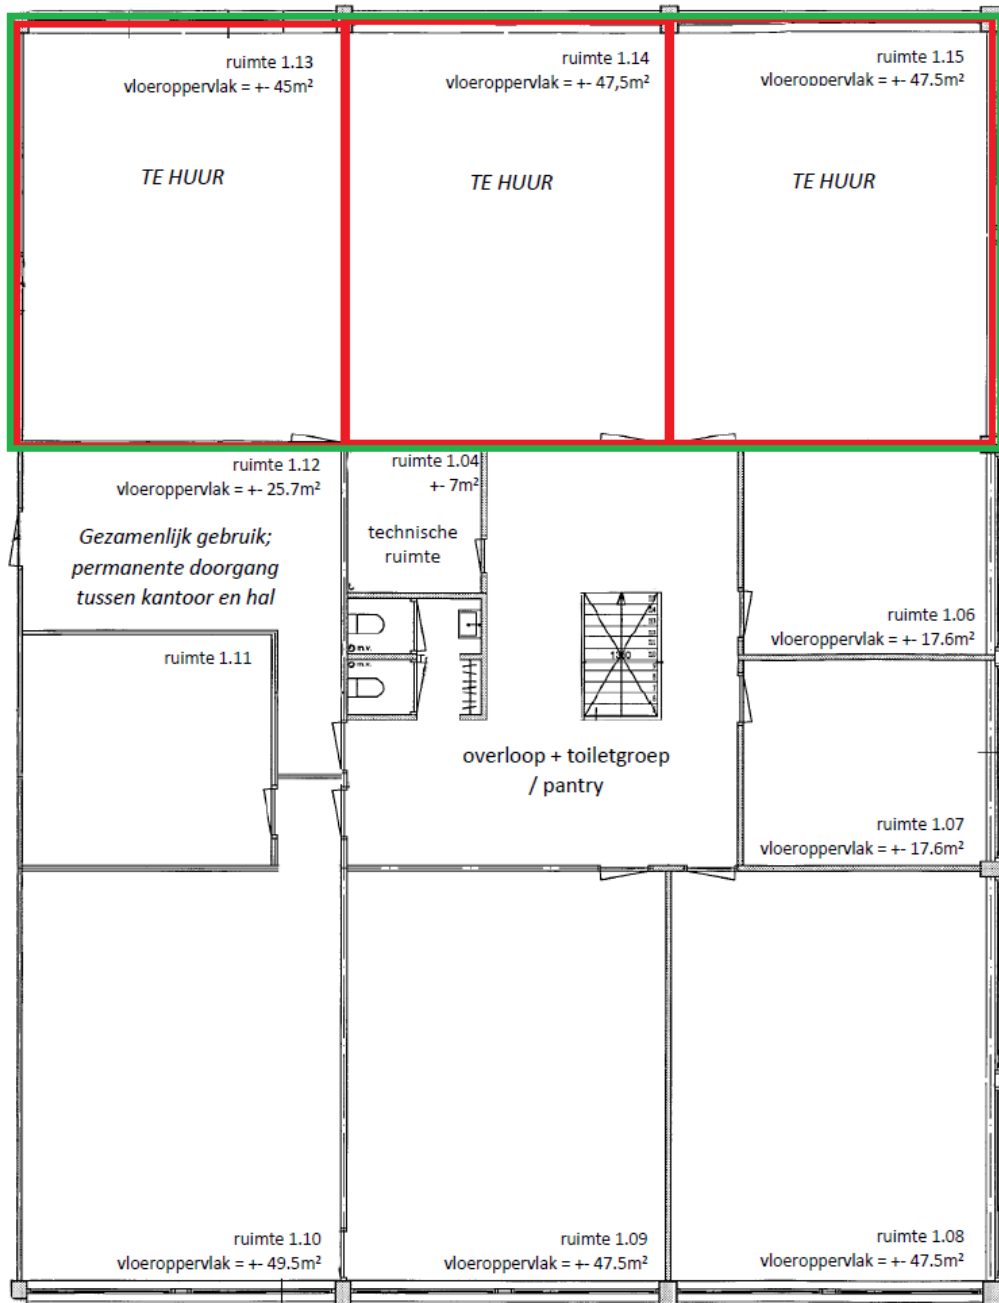 ruimte 1.13
vloeroppervlak = +- 45m²
TE HUUR
ruimte 1.14
vloeroppervlak = +- 47,5m²
TE HUUR
ruimte 1.15
vloeroppervlak = +- 47.5m²
TE HUUR
ruimte 1.12
vloeroppervlak = +- 25.7m²
Gezamenlijk gebruik;
permanente doorgang
tussen kantoor en hal
ruimte 1.04
+- 7m²
technische
ruimte
m.v.
m.v.
ruimte 1.06
vloeroppervlak = +- 17.6m²
ruimte 1.11
overloop + toiletgroep
/ pantry
ruimte 1.07
vloeroppervlak = +- 17.6m²
ruimte 1.10
vloeroppervlak = +- 49.5m²
ruimte 1.09
vloeroppervlak = +- 47.5m²
ruimte 1.08
vloeroppervlak = +- 47.5m²